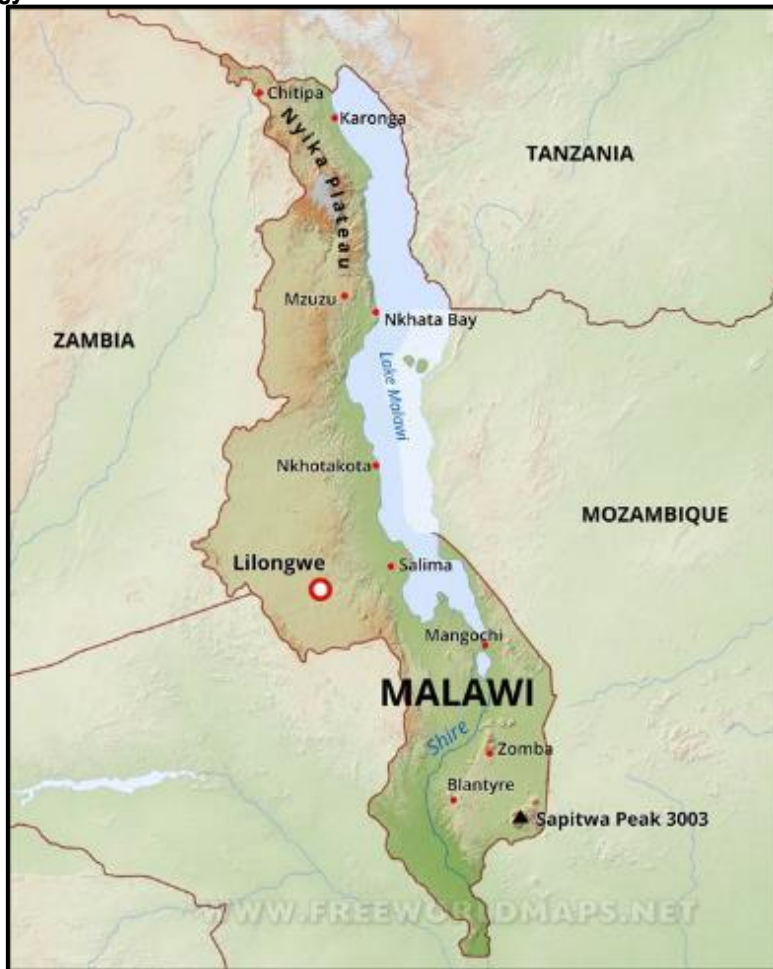 gy
Chitipa
Karonga
Nyika Plateau
TANZANIA
Mzuzu
Nkhata Bay
ZAMBIA
Lake Malawi
Nkhotakota
MOZAMBIQUE
Lilongwe
Salima
Mangochi
MALAWI
Shire
Zomba
Blantyre
Sapitwa Peak 3003
WWW.FREEWORLDMAPS.NET